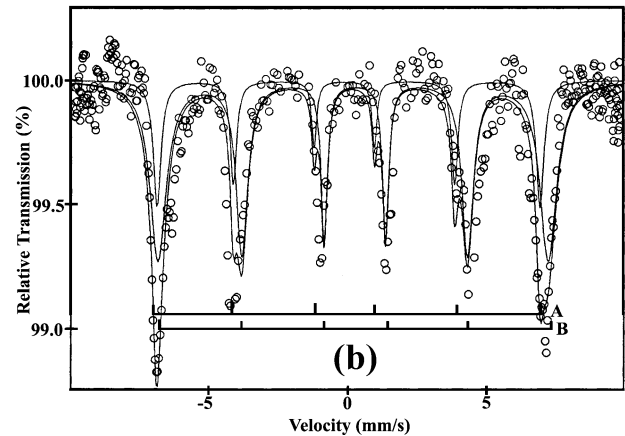 100.0
99.5
99.0
Relative Transmission (%)
A
B
(b)
-5 0 5
Velocity (mm/s)